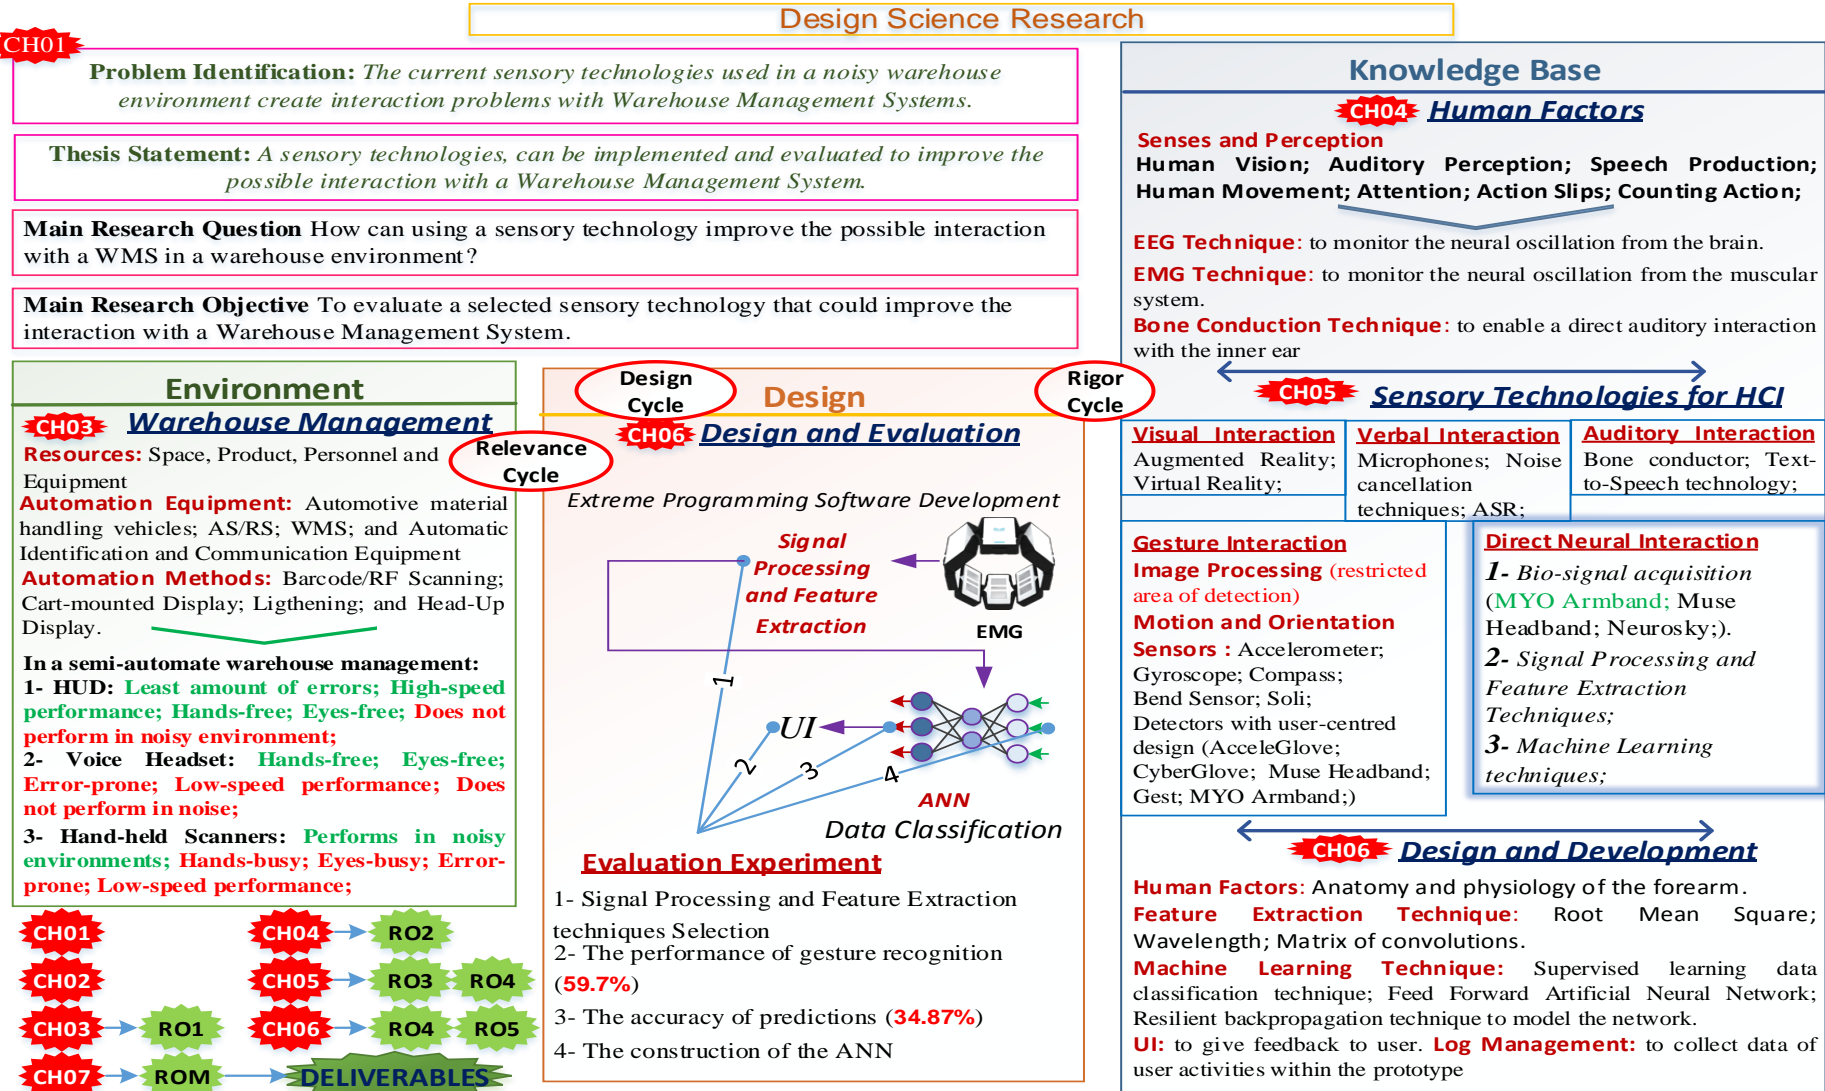 Design Science Research
CH01
Problem Identification: The current sensory technologies used in a noisy warehouse
environment create interaction problems with Warehouse Management Systems.
Thesis Statement: A sensory technologies, can be implemented and evaluated to improve the
possible interaction with a Warehouse Management System.
Main Research Question How can using a sensory technology improve the possible interaction
with a WMS in a warehouse environment?
Main Research Objective To evaluate a selected sensory technology that could improve the
interaction with a Warehouse Management System.
Environment
CH03 Warehouse Management
Resources: Space, Product, Personnel and
Equipment
Automation Equipment: Automotive material
handling vehicles; AS/RS; WMS; and Automatic
Identification and Communication Equipment
Automation Methods: Barcode/RF Scanning;
Cart-mounted Display; Ligthening; and Head-Up
Display.
In a semi-automate warehouse management:
1- HUD: Least amount of errors; High-speed
performance; Hands-free; Eyes-free; Does not
perform in noisy environment;
2- Voice Headset: Hands-free; Eyes-free;
Error-prone; Low-speed performance; Does
not perform in noise;
3- Hand-held Scanners: Performs in noisy
environments; Hands-busy; Eyes-busy; Error-
prone; Low-speed performance;
CH01
CH02
CH03 RO1
CH07 ROM DELIVERABLES
CH04 RO2
CH05 RO3 RO4
CH06 RO4 RO5
Relevance
Cycle
Design
Cycle
Rigor
Cycle
Design
CH06 Design and Evaluation
Extreme Programming Software Development
Signal
Processing
and Feature
Extraction
EMG
1
2
3
4
UI
ANN
Data Classification
Evaluation Experiment
1- Signal Processing and Feature Extraction
techniques Selection
2- The performance of gesture recognition
(59.7%)
3- The accuracy of predictions (34.87%)
4- The construction of the ANN
Knowledge Base
CH04 Human Factors
Senses and Perception
Human Vision; Auditory Perception; Speech Production;
Human Movement; Attention; Action Slips; Counting Action;
EEG Technique: to monitor the neural oscillation from the brain.
EMG Technique: to monitor the neural oscillation from the muscular
system.
Bone Conduction Technique: to enable a direct auditory interaction
with the inner ear
CH05 Sensory Technologies for HCI
Visual Interaction
Augmented Reality;
Virtual Reality;
Verbal Interaction
Microphones; Noise
cancellation
techniques; ASR;
Auditory Interaction
Bone conductor; Text-
to-Speech technology;
Gesture Interaction
Image Processing (restricted
area of detection)
Motion and Orientation
Sensors : Accelerometer;
Gyroscope; Compass;
Bend Sensor; Soli;
Detectors with user-centred
design (AcceleGlove;
CyberGlove; Muse Headband;
Gest; MYO Armband;)
Direct Neural Interaction
1- Bio-signal acquisition
(MYO Armband; Muse
Headband; Neurosky;).
2- Signal Processing and
Feature Extraction
Techniques;
3- Machine Learning
techniques;
CH06 Design and Development
Human Factors: Anatomy and physiology of the forearm.
Feature Extraction Technique: Root Mean Square;
Wavelength; Matrix of convolutions.
Machine Learning Technique: Supervised learning data
classification technique; Feed Forward Artificial Neural Network;
Resilient backpropagation technique to model the network.
UI: to give feedback to user. Log Management: to collect data of
user activities within the prototype